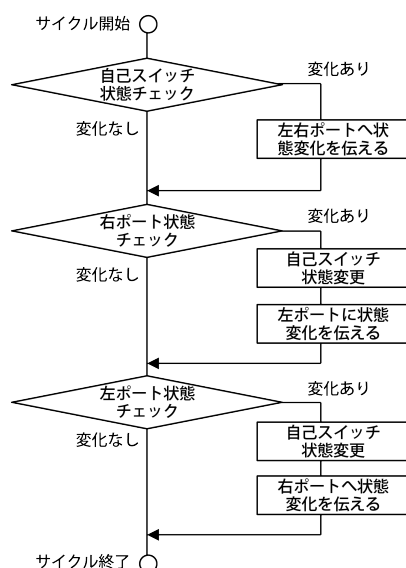 サイクル開始
自己スイッチ
状態チェック
変化あり
変化なし
左右ポートへ状
態変化を伝える
右ポート状態
チェック
変化あり
変化なし
自己スイッチ
状態変更
左ポートに状態
変化を伝える
左ポート状態
チェック
変化あり
変化なし
自己スイッチ
状態変更
右ポートへ状態
変化を伝える
サイクル終了